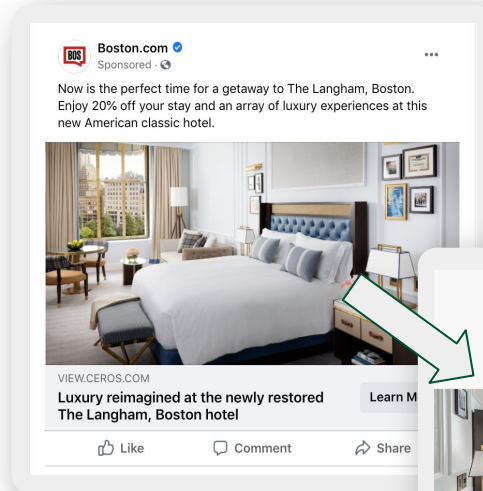 BOS
Boston.com
Sponsored ·
Now is the perfect time for a getaway to The Langham, Boston.
Enjoy 20% off your stay and an array of luxury experiences at this
new American classic hotel.
VIEW.CEROS.COM
Luxury reimagined at the newly restored
The Langham, Boston hotel
Learn M
Like
Comment
Share